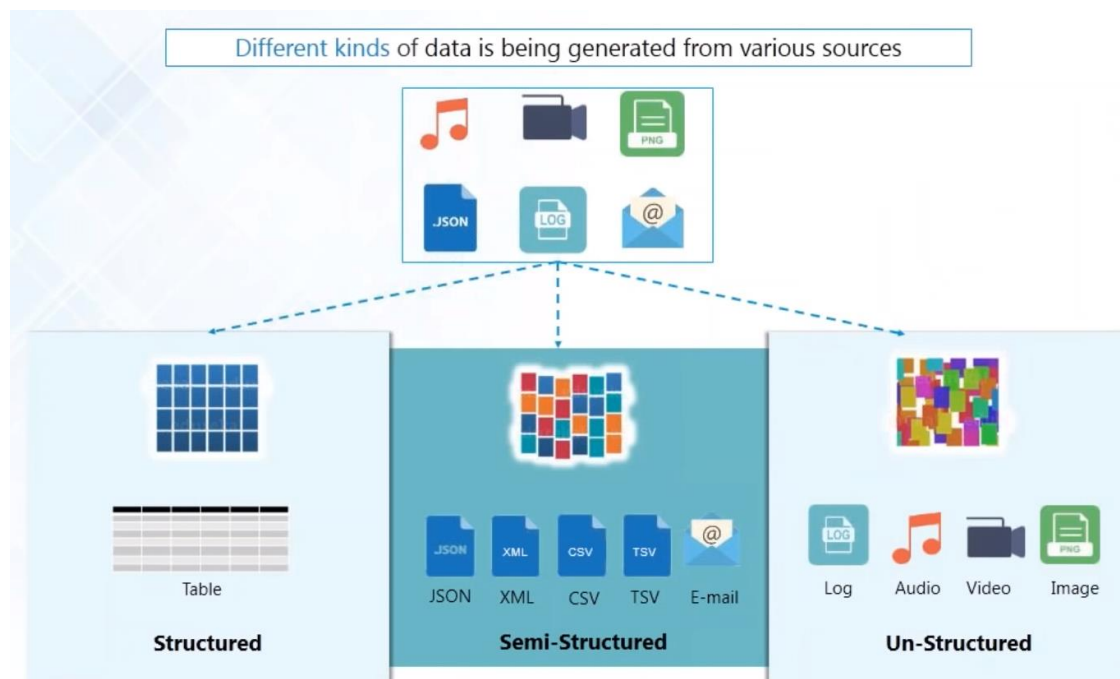 Different kinds of data is being generated from various sources
PNG
.JSON
LOG
@
.JSON
XML
CSV
TSV
@
LOG
PNG
Table
JSON
XML
CSV
TSV
E-mail
Log
Audio
Video
Image
Structured
Semi-Structured
Un-Structured